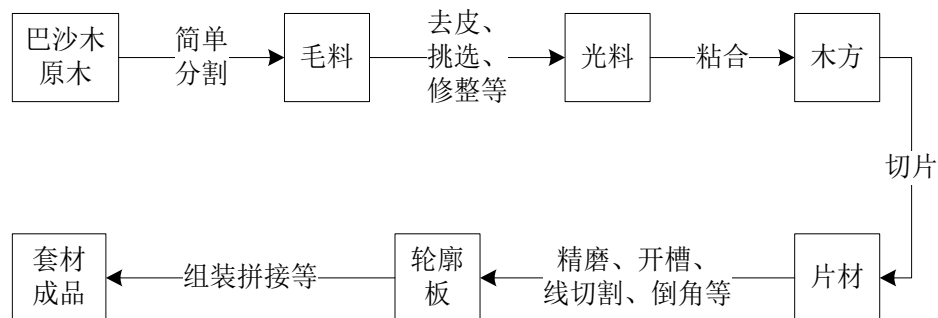 巴沙木
原木
简单
分割
毛料
去皮、
挑选、
修整等
光料
粘合
木方
切片
片材
精磨、开槽、
线切割、倒角等
轮廓
板
组装拼接等
套材
成品